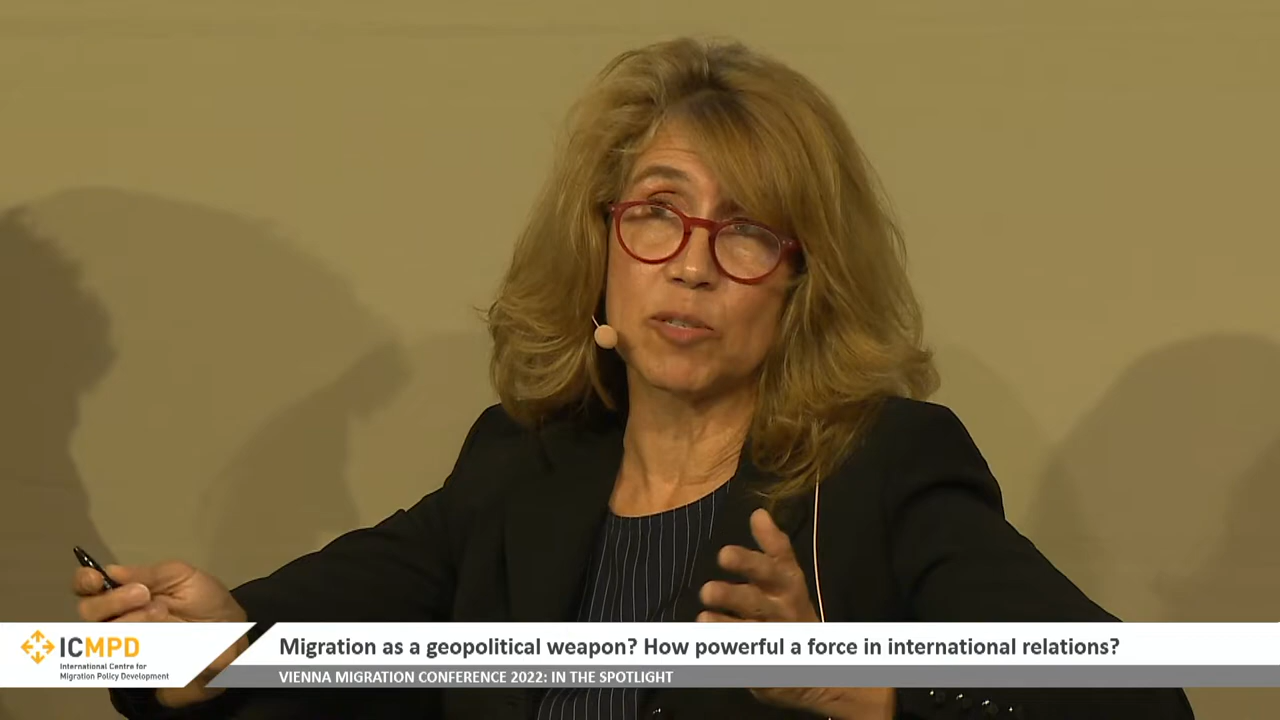 ICMPD
International Centre for
Migration Policy Development
Migration as a geopolitical weapon? How powerful a force in international relations?
VIENNA MIGRATION CONFERENCE 2022: IN THE SPOTLIGHT